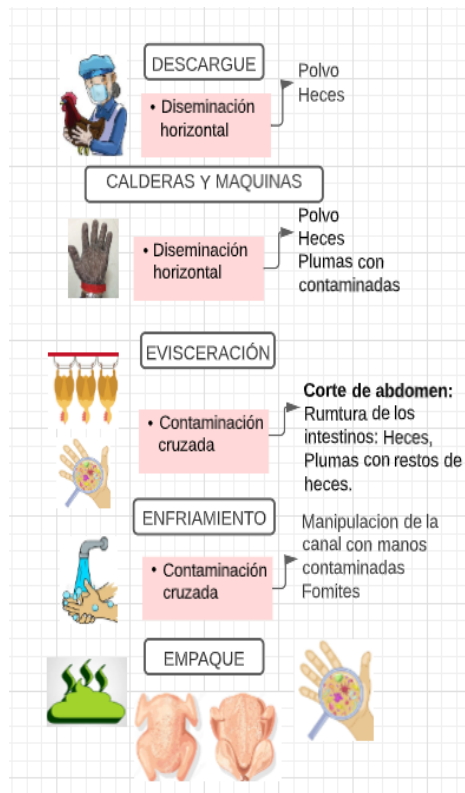 DESCARGUE
• Diseminación
horizontal
Polvo
Heces
CALDERAS Y MAQUINAS
• Diseminación
horizontal
Polvo
Heces
Plumas con
contaminadas
EVISCERACIÓN
• Contaminación
cruzada
Corte de abdomen:
Rumtura de los
intestinos: Heces,
Plumas con restos de
heces.
ENFRIAMIENTO
• Contaminación
cruzada
Manipulacion de la
canal con manos
contaminadas
Fomites
EMPAQUE